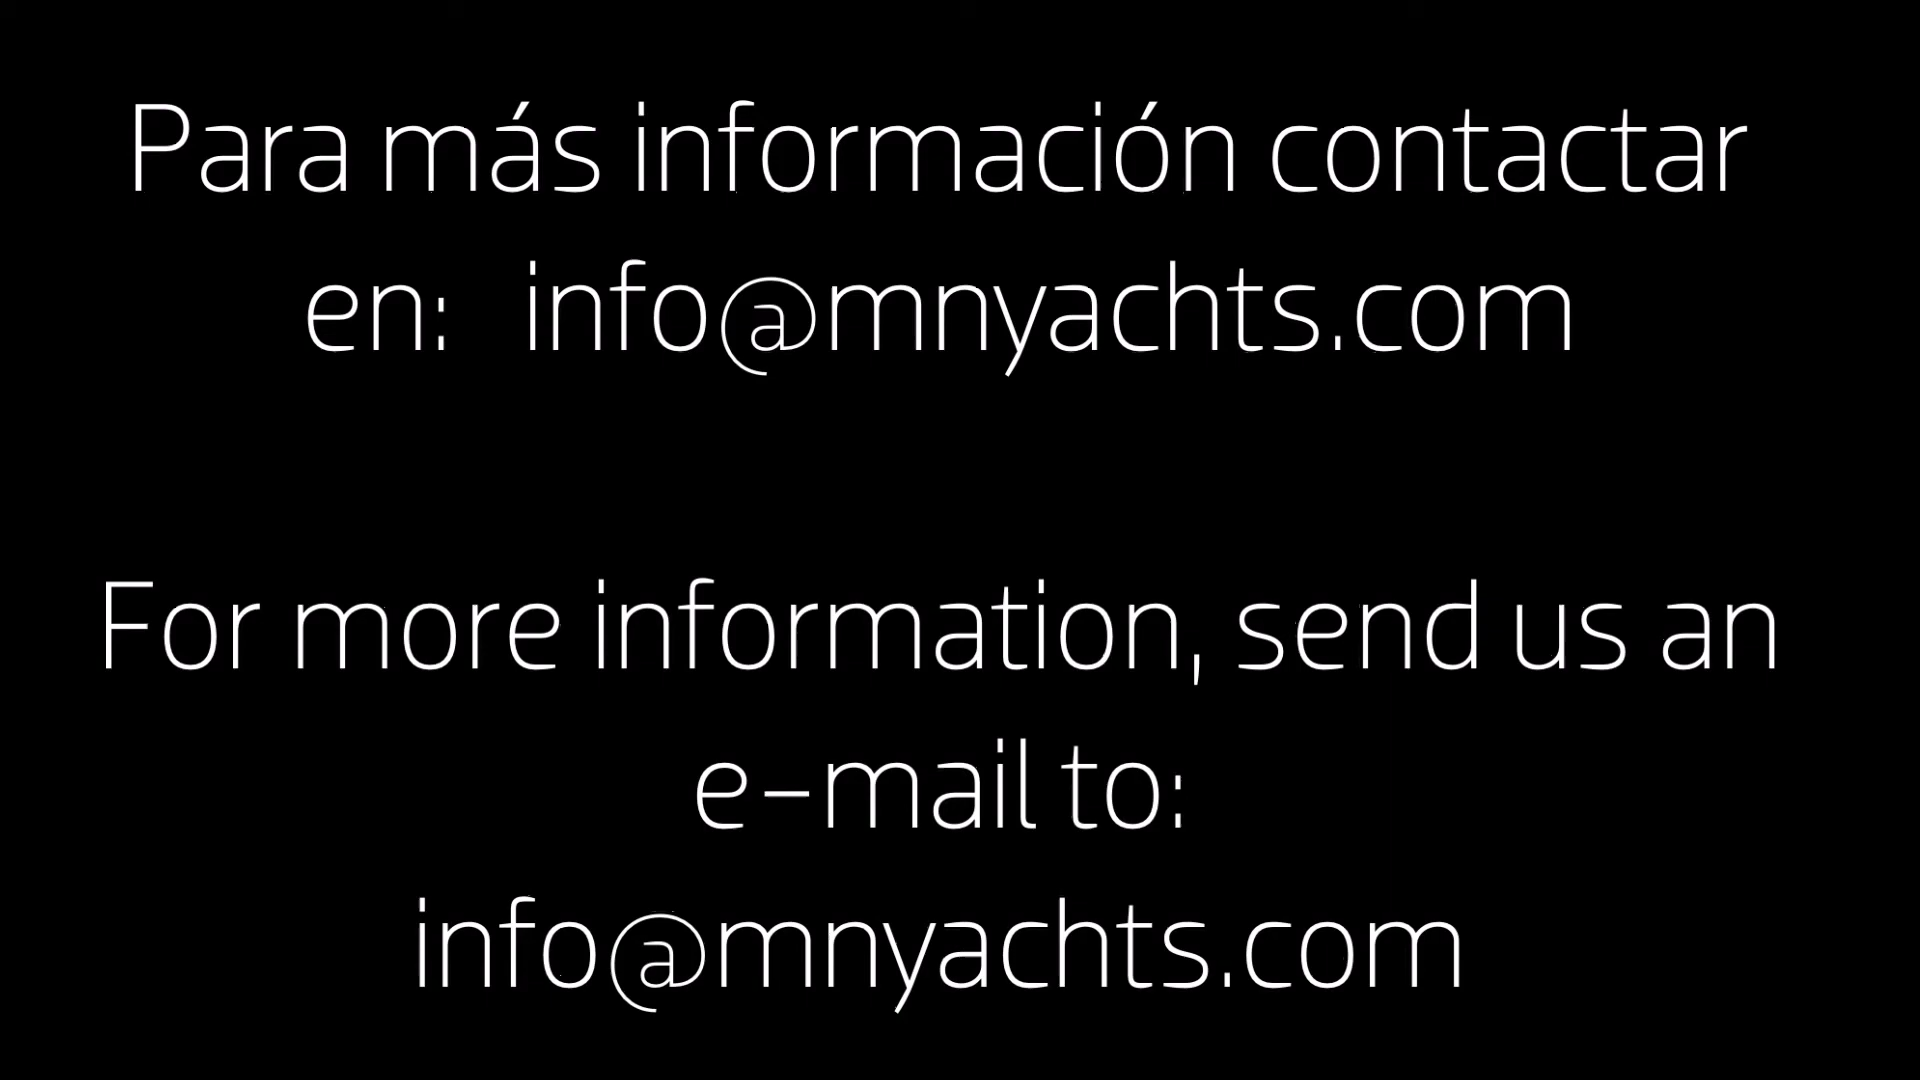 Para más información contactar
en: info@mnyachts.com
For more information, send us an
e-mail to:
info@mnyachts.com